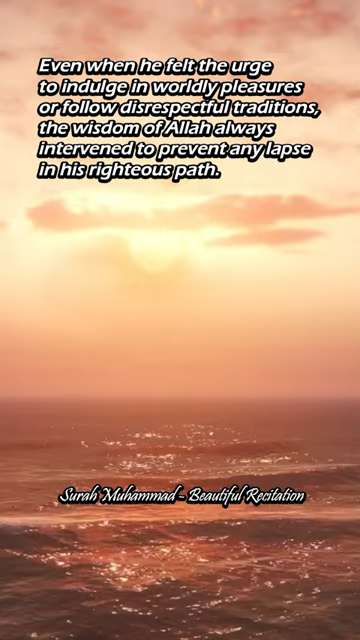 Even when he felt the urge
to indulge in worldly pleasures
or follow disrespectful traditions,
the wisdom of Allah always
intervened to prevent any lapse
in his righteous path.
Surah Muhammad - Beautiful Recitation